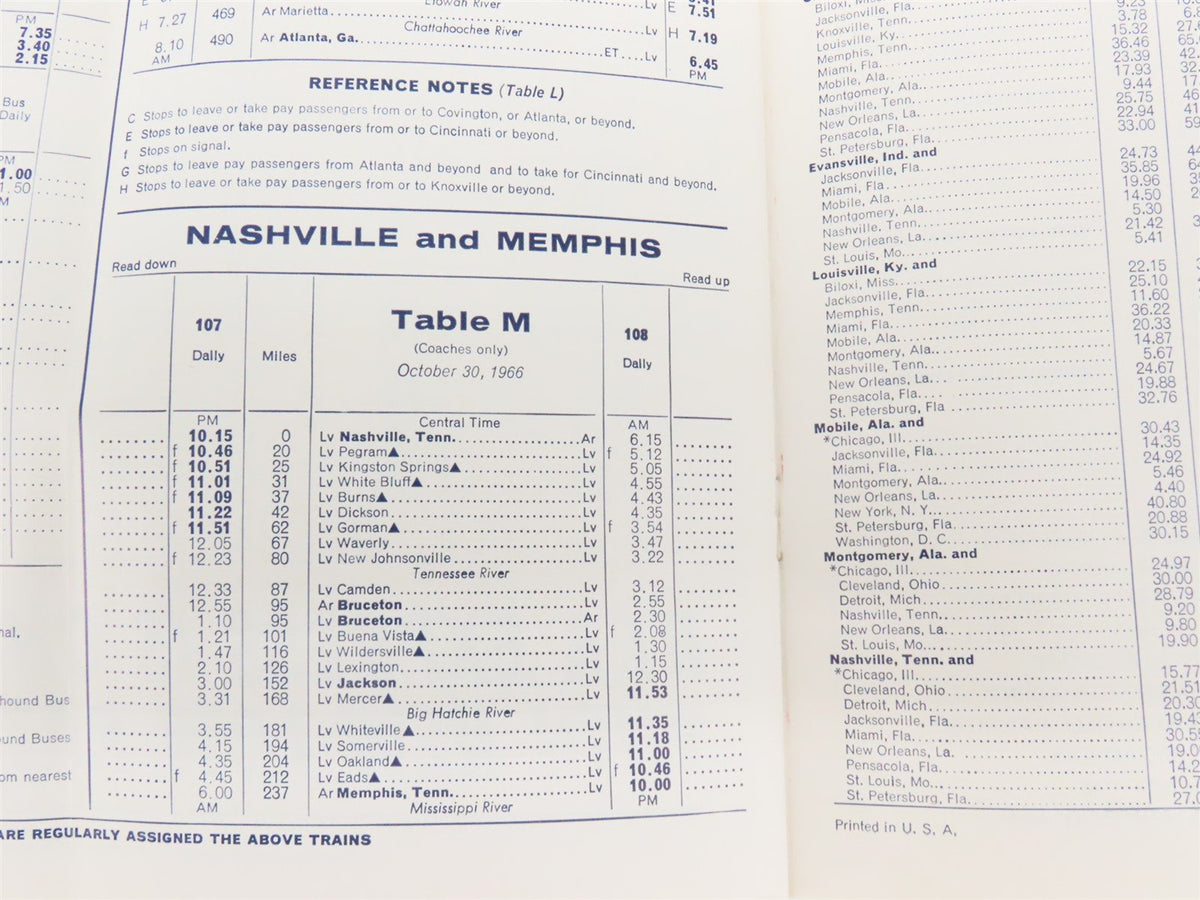 PM
7.35
3.40
2.15
Bus
Daily
PM
1.00
1.50
M
nal.
hound Bus
ound Buses
om nearest
H 7.27 469 Ar Marietta Lv E 7.51
Chattahoochee River
8.10 490 Ar Atlanta, Ga. ET Lv H 7.19
AM 6.45
PM
REFERENCE NOTES (Table L)
C Stops to leave or take pay passengers from or to Covington, or Atlanta, or beyond.
E Stops to leave or take pay passengers from or to Cincinnati or beyond.
f Stops on signal.
G Stops to leave pay passengers from Atlanta and beyond and to take for Cincinnati and beyond.
H Stops to leave or take pay passengers from or to Knoxville or beyond.
NASHVILLE and MEMPHIS
Read down Read up
107 Daily Miles Table M 108 Daily
(Coaches only)
October 30, 1966
PM Central Time AM
10.15 0 Lv Nashville, Tenn. Ar 6.15
f 10.46 20 Lv Pegram▲ Lv f 5.12
f 10.51 25 Lv Kingston Springs▲ Lv 5.05
f 11.01 31 Lv White Bluff▲ Lv 4.55
f 11.09 37 Lv Burns▲ Lv 4.43
11.22 42 Lv Dickson Lv 4.35
f 11.51 62 Lv Gorman▲ Lv f 3.54
12.05 67 Lv Waverly Lv 3.47
f 12.23 80 Lv New Johnsonville Lv 3.22
Tennessee River
12.33 87 Lv Camden Lv 3.12
12.55 95 Ar Bruceton Lv 2.55
1.10 95 Lv Bruceton Ar 2.30
f 1.21 101 Lv Buena Vista▲ Lv f 2.08
1.47 116 Lv Wildersville▲ Lv 1.30
2.10 126 Lv Lexington Lv 1.15
3.00 152 Lv Jackson Lv 12.30
3.31 168 Lv Mercer▲ Lv 11.53
Big Hatchie River
3.55 181 Lv Whiteville▲ Lv 11.35
4.15 194 Lv Somerville Lv 11.18
4.35 204 Lv Oakland▲ Lv 11.00
f 4.45 212 Lv Eads▲ Lv f 10.46
6.00 237 Ar Memphis, Tenn. Lv 10.00
AM Mississippi River PM
ARE REGULARLY ASSIGNED THE ABOVE TRAINS
Biloxi, Miss.
Jacksonville, Fla. 9.23
Knoxville, Tenn. 3.78
Louisville, Ky. 15.32
Memphis, Tenn. 36.46
Miami, Fla. 23.39
Mobile, Ala. 17.93
Montgomery, Ala. 9.44
Nashville, Tenn. 25.75
New Orleans, La. 22.94
Pensacola, Fla. 33.00
St. Petersburg, Fla.
Evansville, Ind. and
Jacksonville, Fla. 24.73
Miami, Fla. 35.85
Mobile, Ala. 19.96
Montgomery, Ala. 14.50
Nashville, Tenn. 5.30
New Orleans, La. 21.42
St. Louis, Mo. 5.41
Louisville, Ky. and
Biloxi, Miss. 22.15
Jacksonville, Fla. 25.10
Memphis, Tenn. 11.60
Miami, Fla. 36.22
Mobile, Ala. 20.33
Montgomery, Ala. 14.87
Nashville, Tenn. 5.67
New Orleans, La. 24.67
Pensacola, Fla. 19.88
St. Petersburg, Fla 32.76
Mobile, Ala. and
*Chicago, Ill. 30.43
Jacksonville, Fla. 14.35
Miami, Fla. 24.92
Montgomery, Ala. 5.46
New Orleans, La. 4.40
New York, N. Y. 40.80
St. Petersburg, Fla. 20.88
Washington, D. C. 30.15
Montgomery, Ala. and
*Chicago, Ill. 24.97
Cleveland, Ohio 30.00
Detroit, Mich. 28.79
Nashville, Tenn. 9.20
New Orleans, La. 9.80
St. Louis, Mo. 19.90
Nashville, Tenn. and
*Chicago, Ill. 15.77
Cleveland, Ohio 21.51
Detroit, Mich. 20.30
Jacksonville, Fla. 19.43
Miami, Fla. 30.55
New Orleans, La. 19.0
Pensacola, Fla. 14.2
St. Louis, Mo. 10.7
St. Petersburg, Fla. 27.0
Printed in U. S. A.